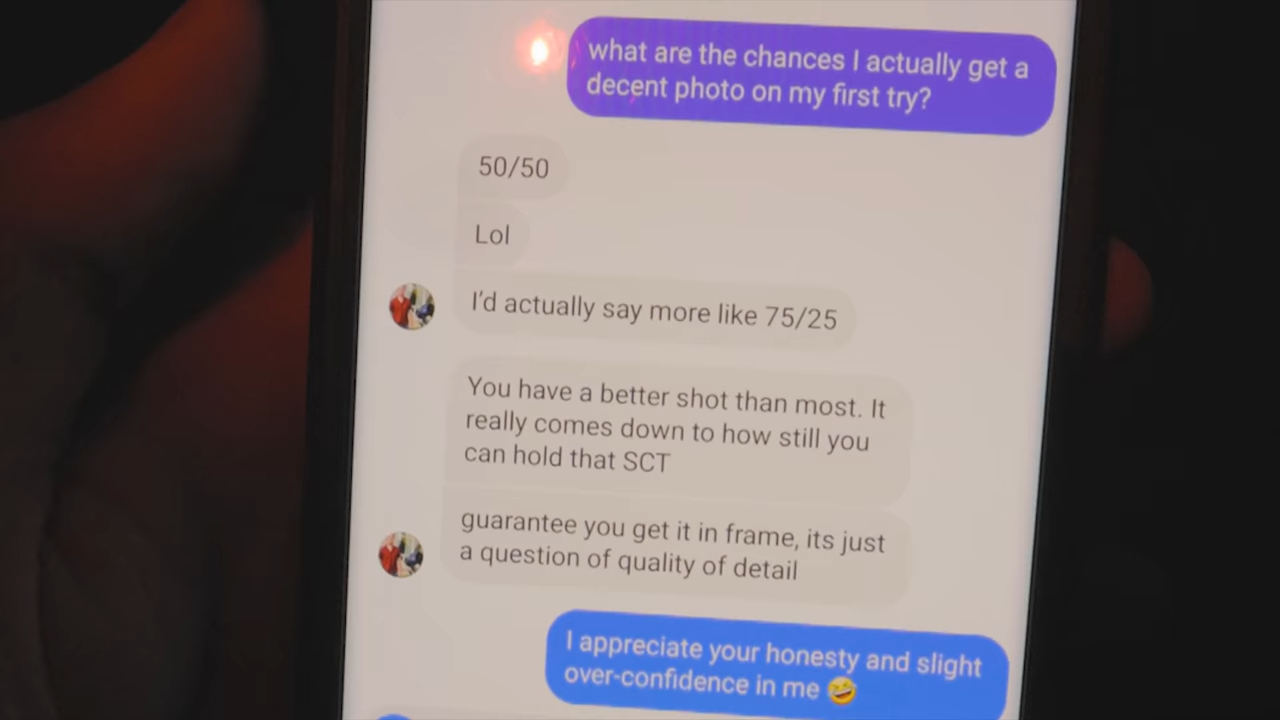 what are the chances I actually get a
decent photo on my first try?
50/50
Lol
I'd actually say more like 75/25
You have a better shot than most. It
really comes down to how still you
can hold that SCT
guarantee you get it in frame, its just
a question of quality of detail
I appreciate your honesty and slight
over-confidence in me 🤣